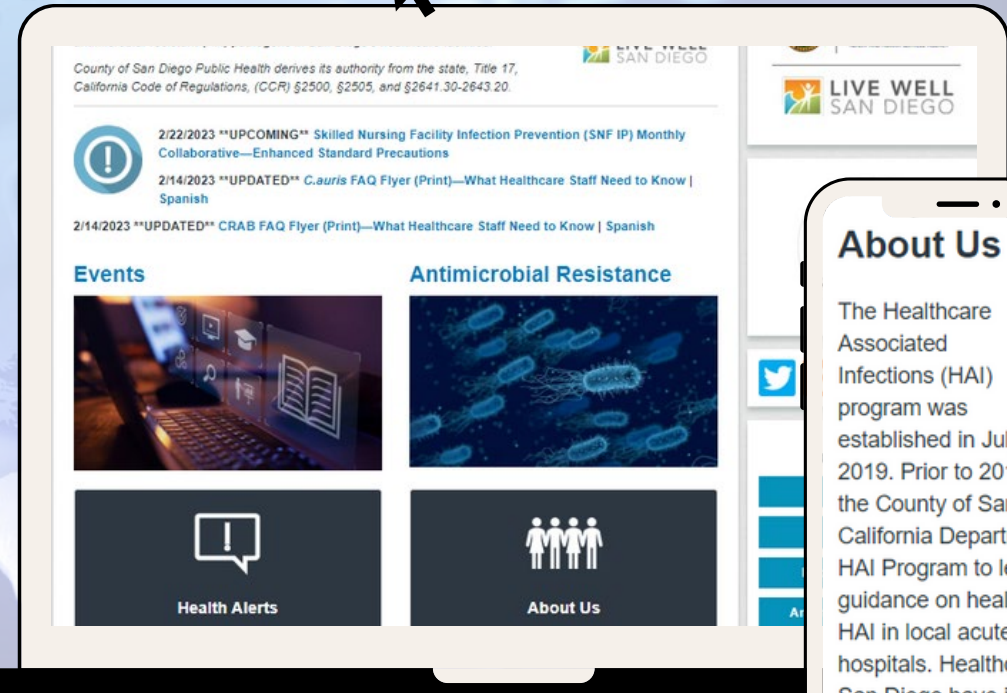 LIVE WELL
SAN DIEGO
County of San Diego Public Health derives its authority from the state, Title 17,
California Code of Regulations, (CCR) §2500, §2505, and §2641.30-2643.20.
2/22/2023 **UPCOMING** Skilled Nursing Facility Infection Prevention (SNF IP) Monthly
Collaborative—Enhanced Standard Precautions
2/14/2023 **UPDATED** C.auris FAQ Flyer (Print)—What Healthcare Staff Need to Know |
Spanish
2/14/2023 **UPDATED** CRAB FAQ Flyer (Print)—What Healthcare Staff Need to Know | Spanish
Events
Antimicrobial Resistance
Health Alerts
About Us
LIVE WELL
SAN DIEGO
About Us
The Healthcare
Associated
Infections (HAI)
program was
established in
2019. Prior to
the County of
California
HAI Program to
guidance on
HAI in local
hospitals.
San Diego have